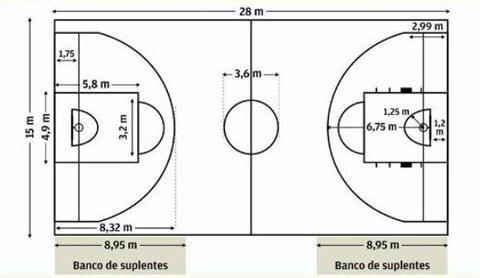 28 m
2,99 m
1,75
5,8 m
3,6 m
1,25 m
15 m
4,9 m
3,2 m
6,75 m
1,2
m
8,32 m
8,95 m
8,95 m
Banco de suplentes
Banco de suplentes